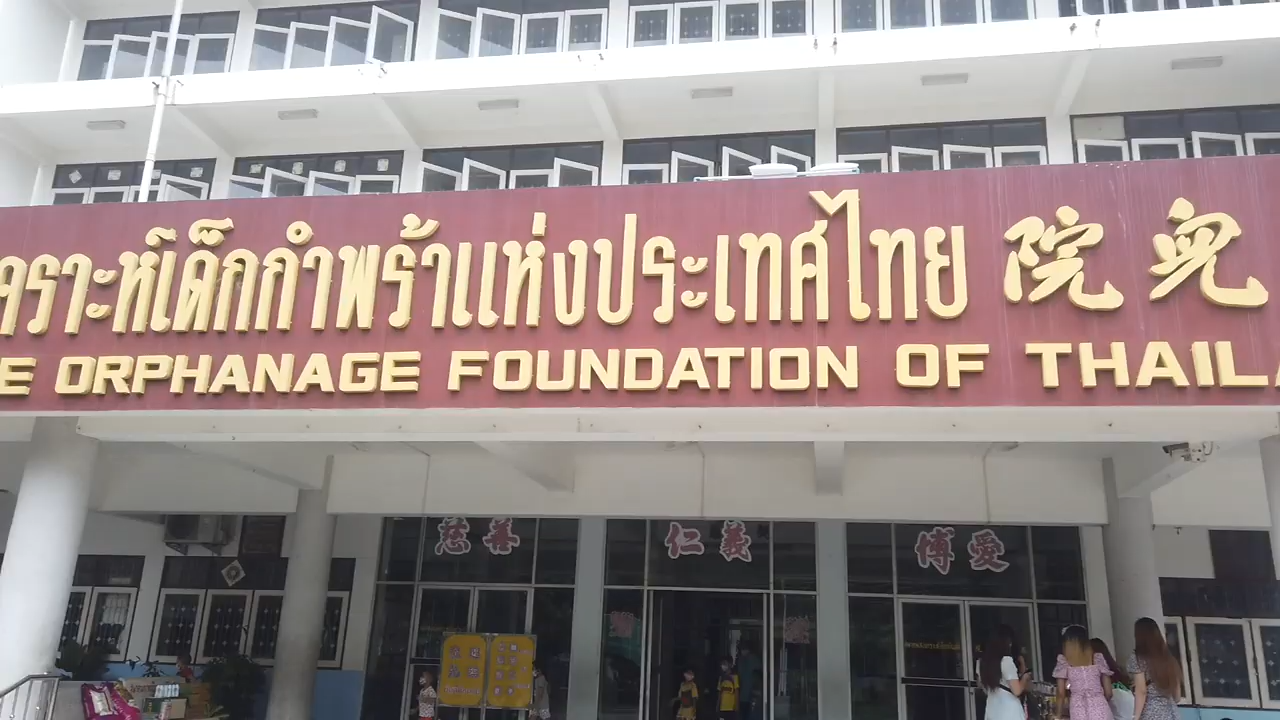 คราะห์เด็กกำพร้าแห่งประเทศไทย 院兒
E ORPHANAGE FOUNDATION OF THAILA
慈善 仁義 博愛